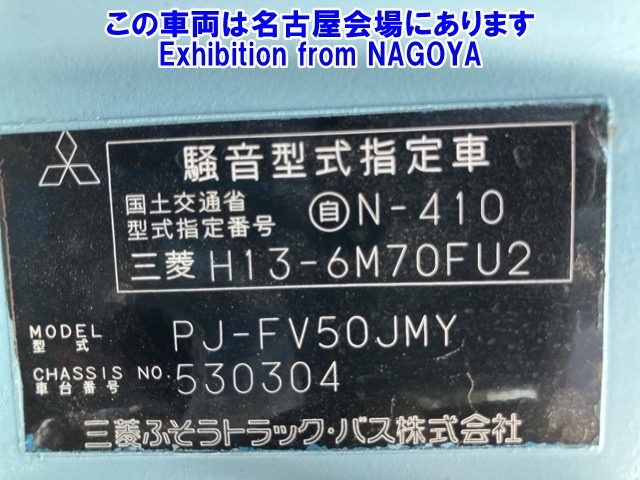 この車両は名古屋会場にあります
Exhibition from NAGOYA
騒音型式指定車
国土交通省
型式指定番号 自 N-410
三菱 H13-6M70FU2
MODEL
型式 PJ-FV50JMY
CHASSIS NO.
車台番号 530304
三菱ふそうトラック・バス株式会社